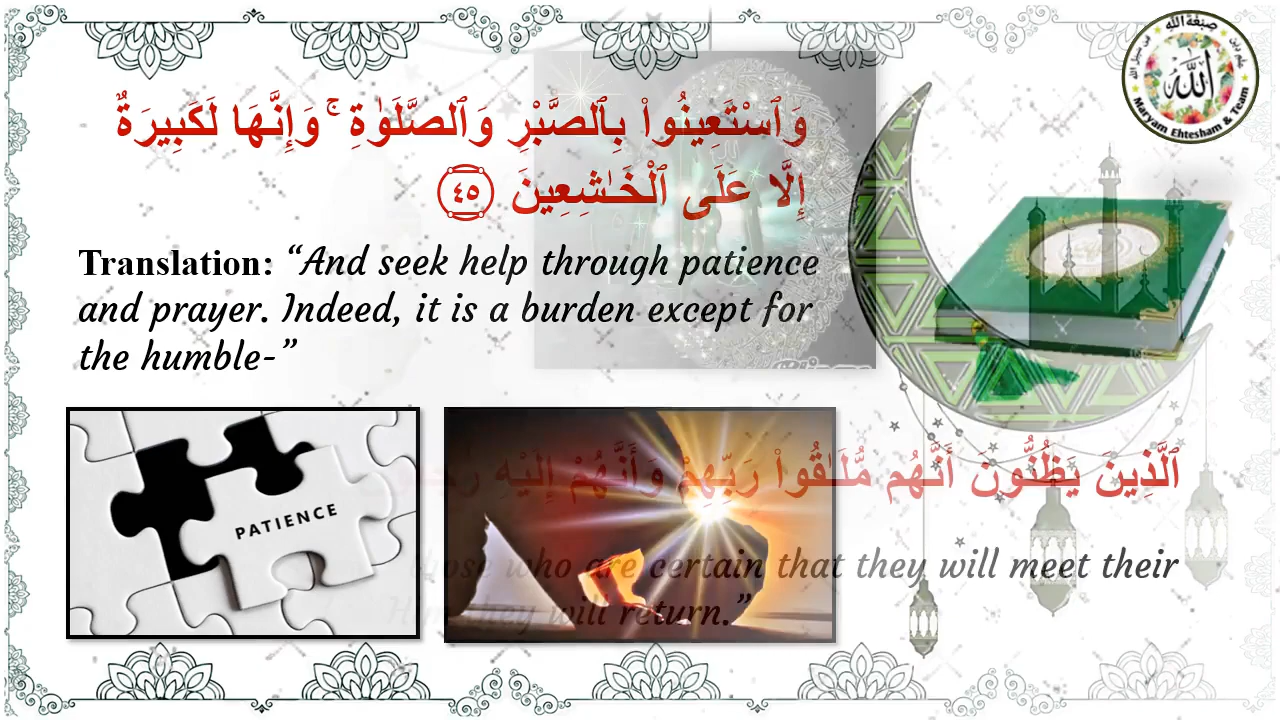 وَٱسْتَعِينُوا۟ بِٱلصَّبْرِ وَٱلصَّلَوٰةِ ۚ وَإِنَّهَا لَكَبِيرَةٌ
إِلَّا عَلَى ٱلْخَـٰشِعِينَ ٤٥
Translation: “And seek help through patience
and prayer. Indeed, it is a burden except for
the humble-”
PATIENCE
ٱلَّذِينَ يَظُنُّونَ أَنَّهُم مُّلَـٰقُوا۟ رَبِّهِمْ وَأَنَّهُمْ إِلَيْهِ
who are certain that they will meet their
they will return.”
صبغة الله
الله
Maryam Ehtesham & Team